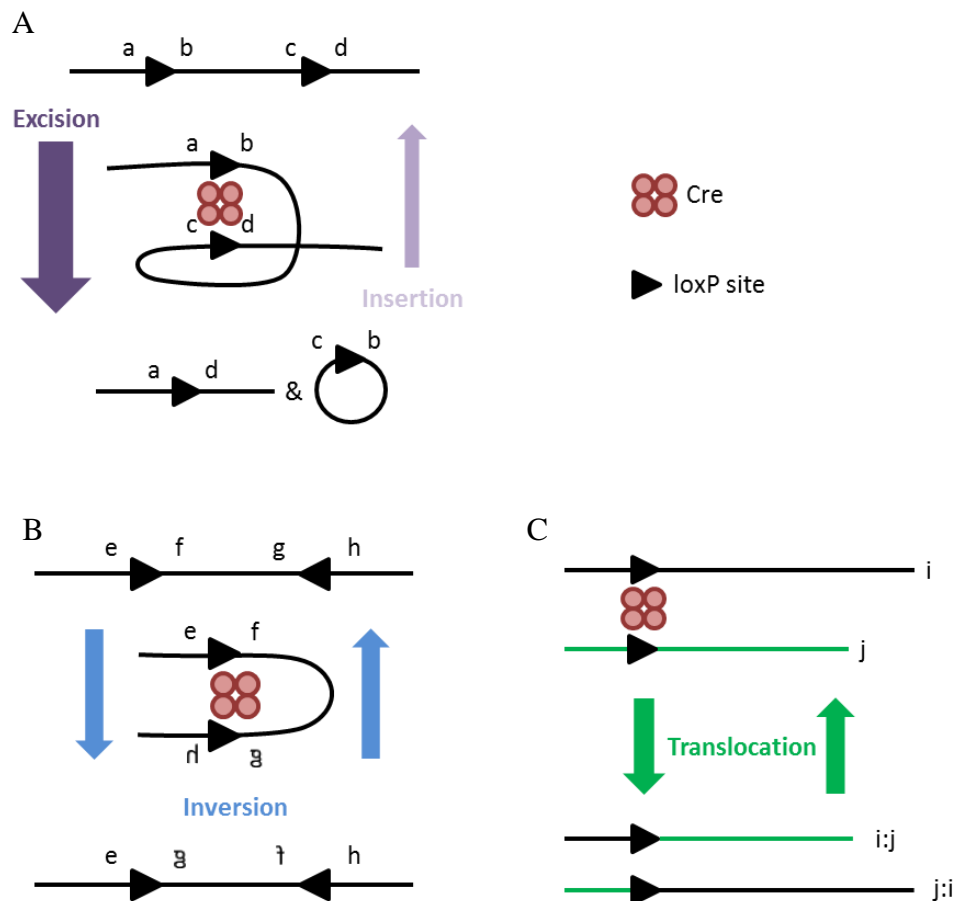 A
a b c d
Excision
a b
c d
Insertion
c b
a d
&
Cre
loxP site
B
e f g h
e f
h g
Inversion
e g f h
C
i
j
Translocation
i:j
j:i